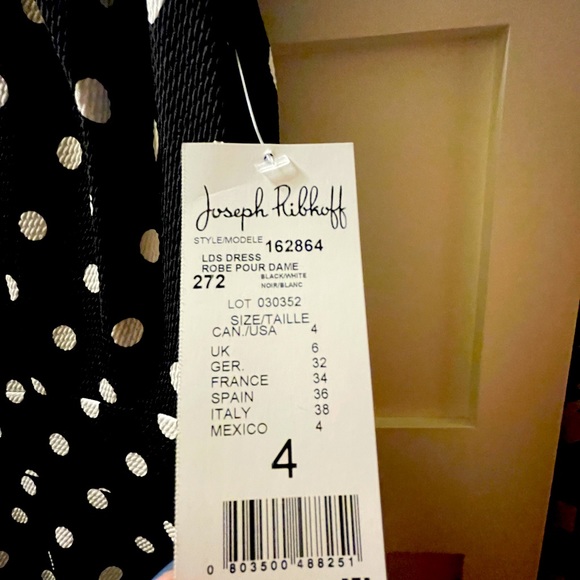 Joseph Ribkoff
STYLE/MODELE 162864
LDS DRESS
ROBE POUR DAME
272 BLACK/WHITE
NOIR/BLANC
LOT 030352
SIZE/TAILLE
CAN./USA 4
UK 6
GER. 32
FRANCE 34
SPAIN 36
ITALY 38
MEXICO 4
4
0 803500 488251